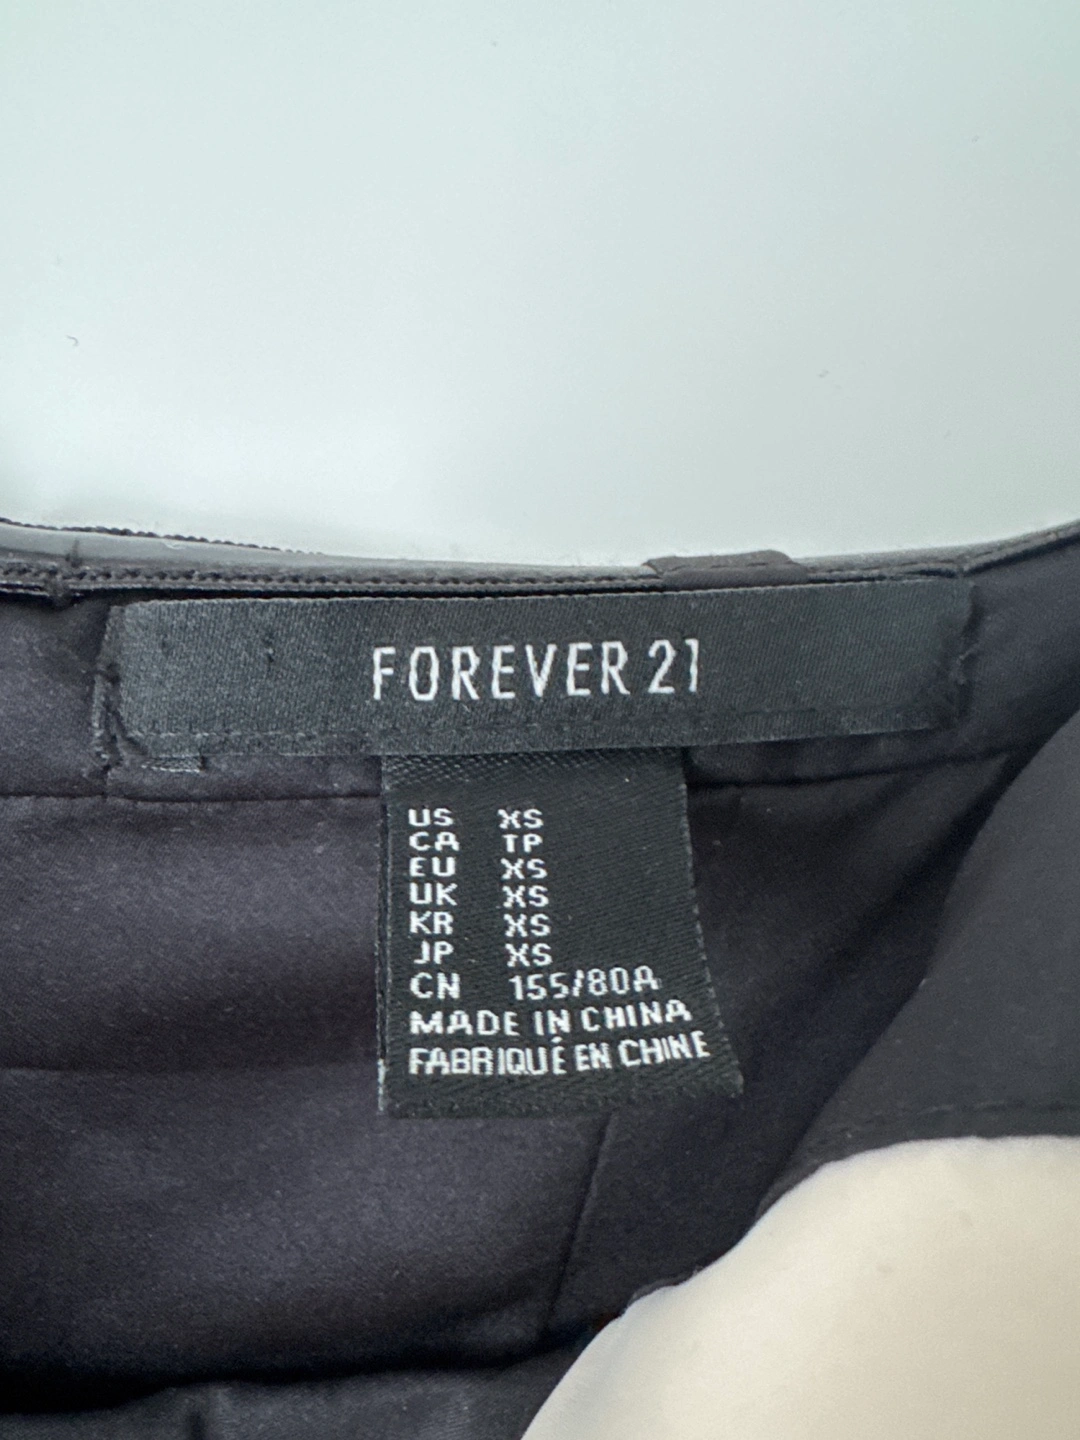 FOREVER 21
US XS
CA TP
EU XS
UK XS
KR XS
JP XS
CN 155/80A
MADE IN CHINA
FABRIQUÉ EN CHINE